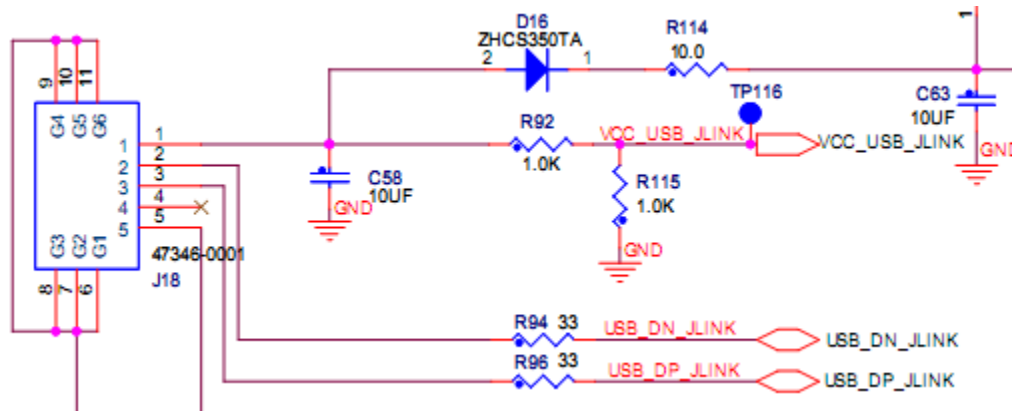 D16
ZHCS350TA
2
1
R114
10.0
1
9
10
11
G4
G5
G6
TP116
C63
10UF
GND
1
1
R92
1.0K
VCC_USB_JLINK
VCC_USB_JLINK
2
2
3
3
4
4
5
5
C58
10UF
GND
R115
1.0K
GND
G3
G2
G1
47346-0001
J18
8
7
6
R94
33
USB_DN_JLINK
USB_DN_JLINK
R96
33
USB_DP_JLINK
USB_DP_JLINK